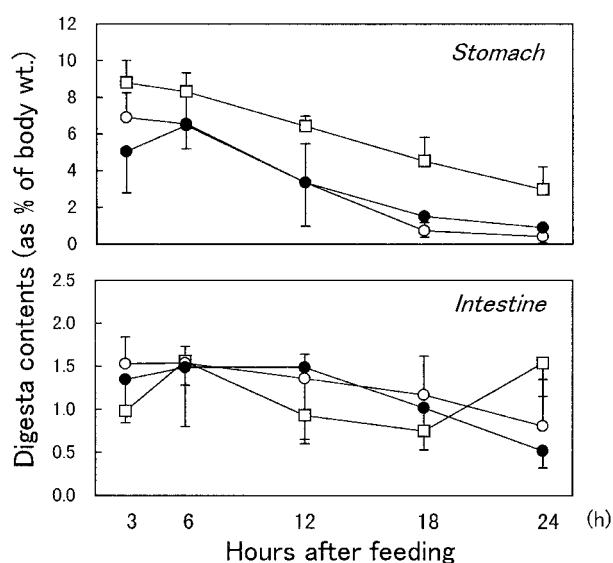 Digesta contents (as % of body wt.)
Stomach
12
10
8
6
4
2
0
Intestine
2.5
2.0
1.5
1.0
0.5
0.0
3 6 12 18 24 (h)
Hours after feeding